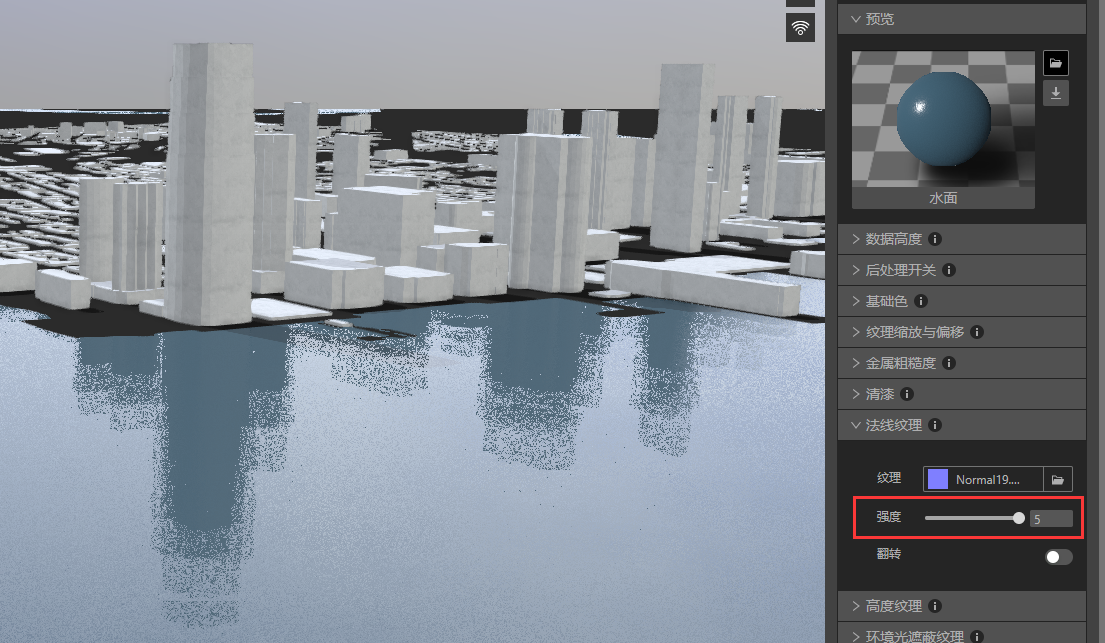 预览
水面
数据高度
后处理开关
基础色
纹理缩放与偏移
金属粗糙度
清漆
法线纹理
纹理 Normal19....
强度 5
翻转
高度纹理
环境光遮蔽纹理